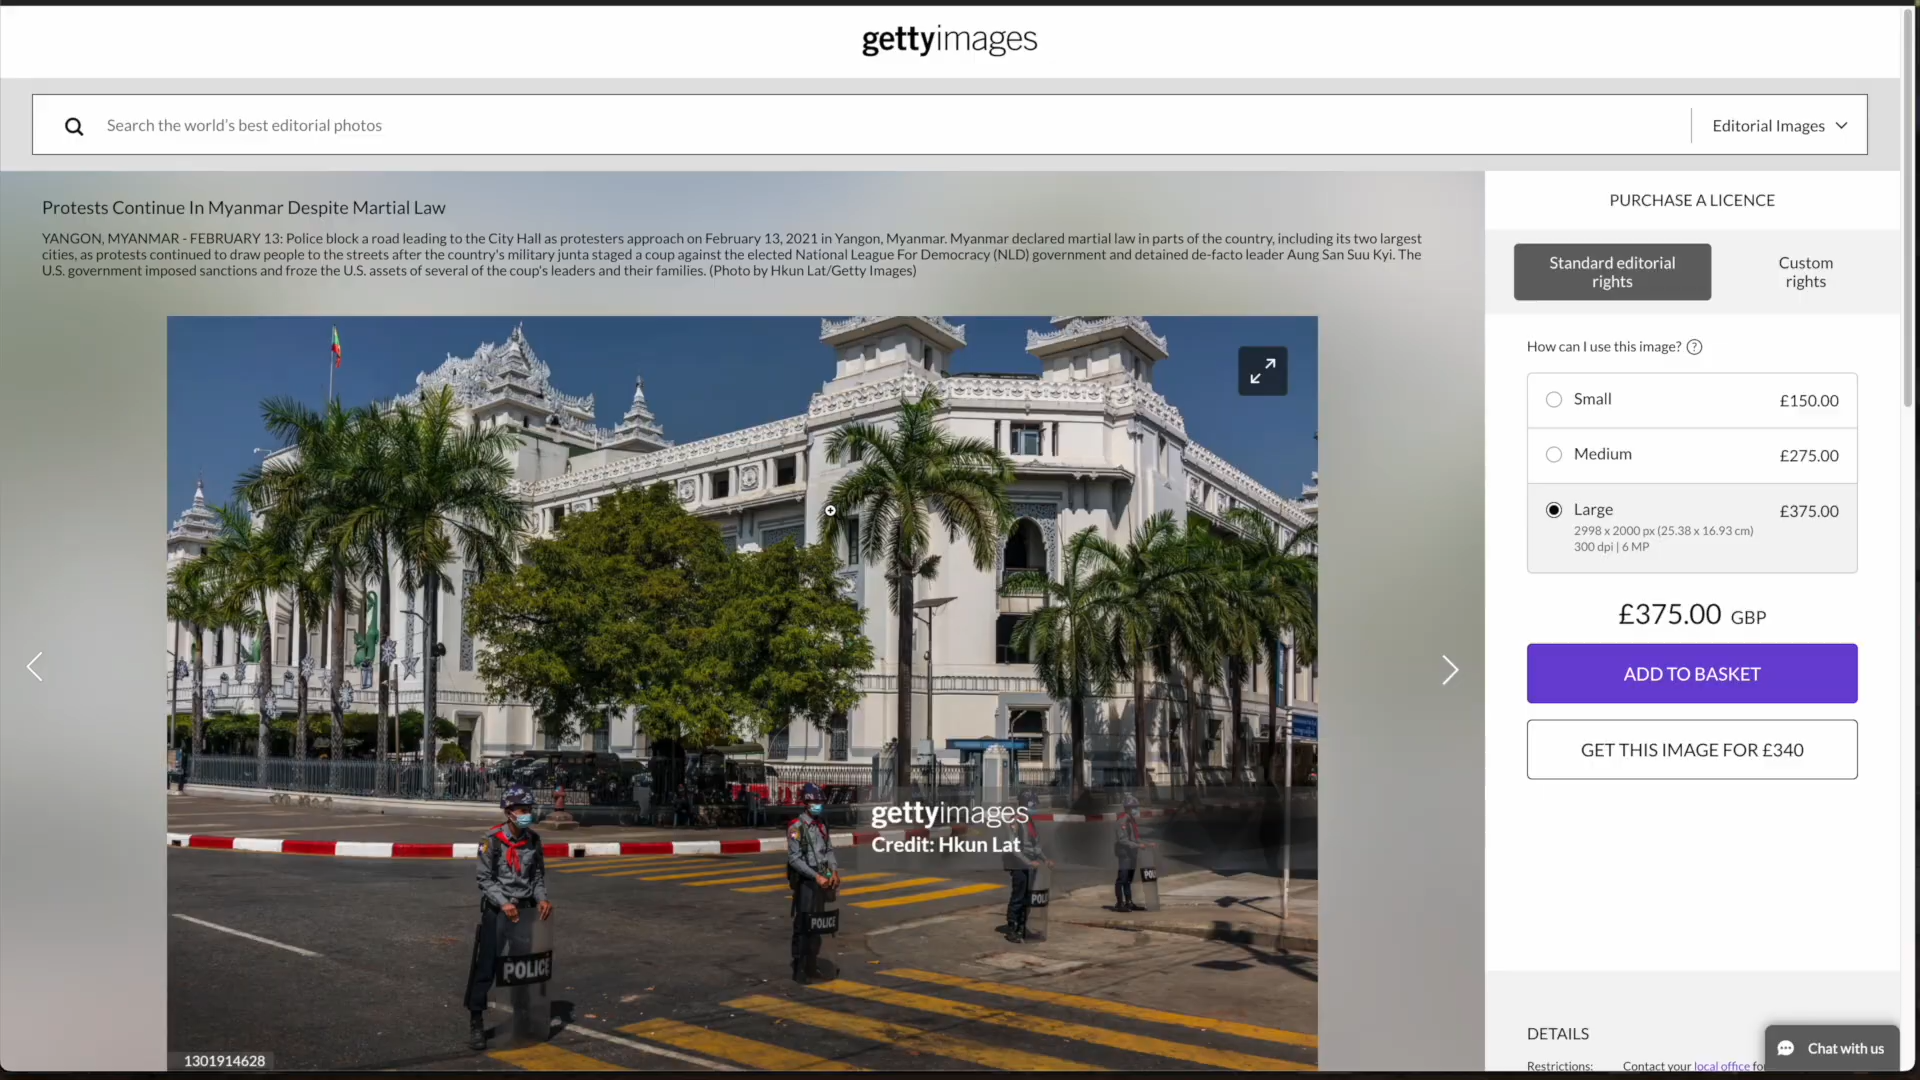 gettyimages
Search the world's best editorial photos
Editorial Images
Protests Continue In Myanmar Despite Martial Law
YANGON, MYANMAR - FEBRUARY 13: Police block a road leading to the City Hall as protesters approach on February 13, 2021 in Yangon, Myanmar. Myanmar declared martial law in parts of the country, including its two largest
cities, as protests continued to draw people to the streets after the country's military junta staged a coup against the elected National League For Democracy (NLD) government and detained de-facto leader Aung San Suu Kyi. The
U.S. government imposed sanctions and froze the U.S. assets of several of the coup's leaders and their families. (Photo by Hkun Lat/Getty Images)
gettyimages
Credit: Hkun Lat
POLICE
POLICE
POLI
POL
1301914628
PURCHASE A LICENCE
Standard editorial
rights
Custom
rights
How can I use this image? ?
Small £150.00
Medium £275.00
Large £375.00
2998 x 2000 px (25.38 x 16.93 cm)
300 dpi | 6 MP
£375.00 GBP
ADD TO BASKET
GET THIS IMAGE FOR £340
DETAILS
Restrictions: Contact your local office fo
Chat with us